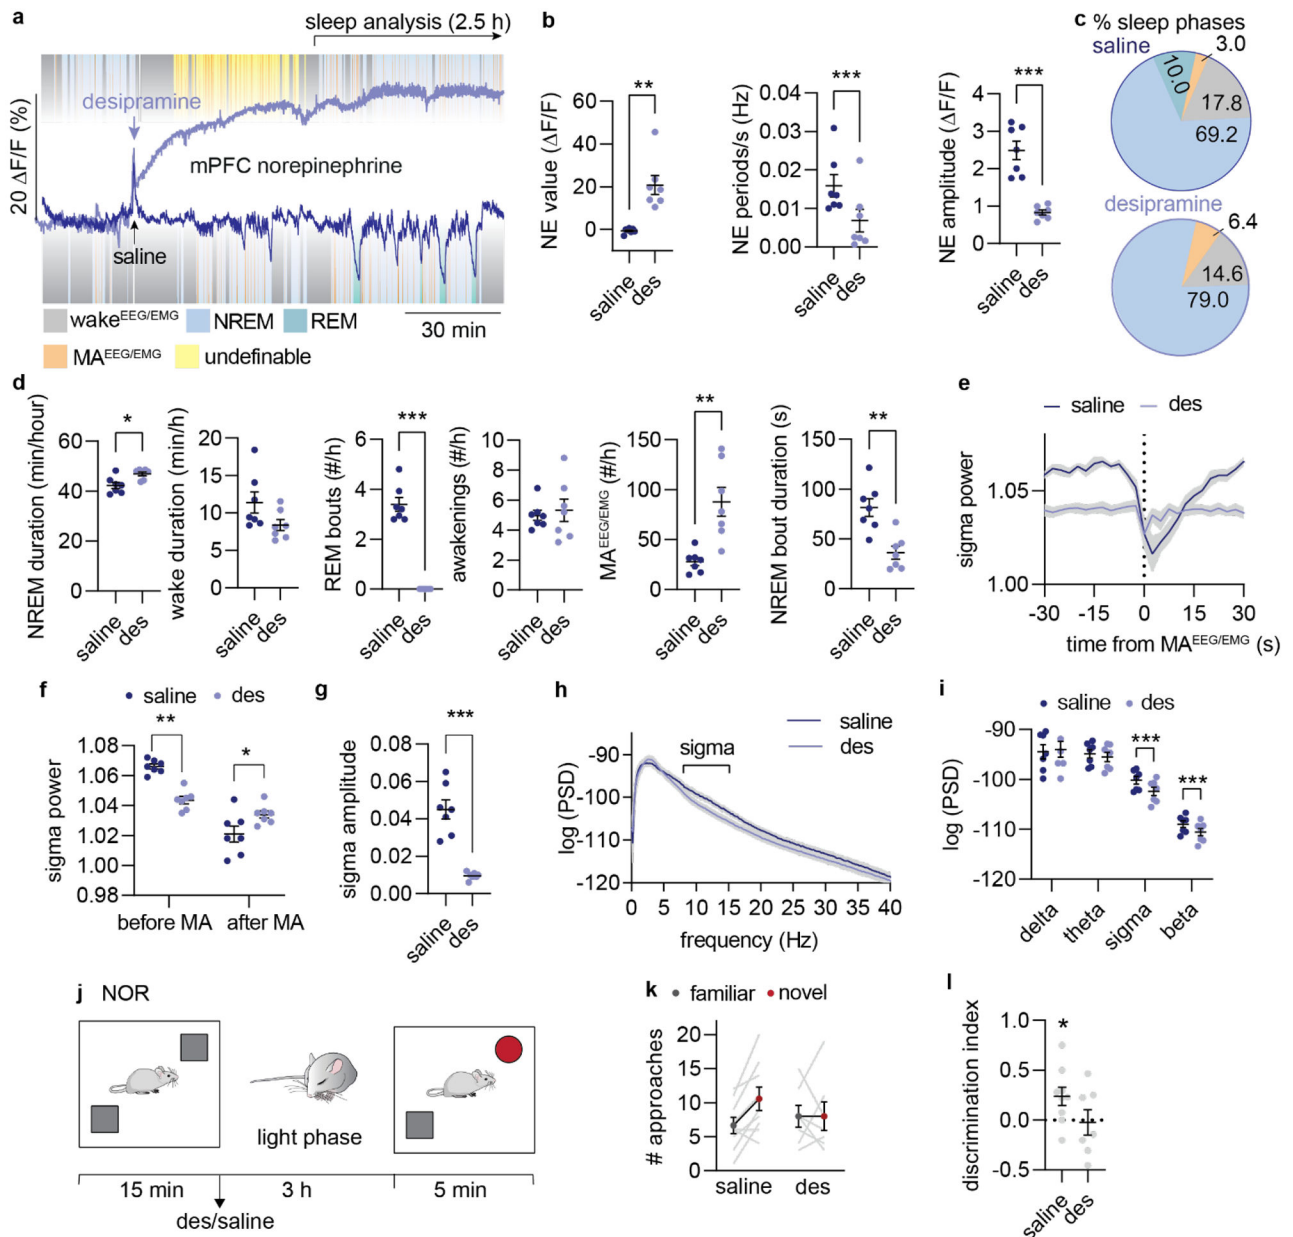 a
sleep analysis (2.5 h)
20 ΔF/F (%)
desipramine
mPFC norepinephrine
saline
wakeEEG/EMG NREM REM
MAEEG/EMG undefinable
30 min
b
NE value (ΔF/F)
60
40
20
0
**
saline des
NE periods/s (Hz)
0.04
0.03
0.02
0.01
0.00
***
saline des
NE amplitude (ΔF/F)
4
3
2
1
0
***
saline des
c % sleep phases
saline
3.0
10.0
17.8
69.2
desipramine
6.4
14.6
79.0
d
NREM duration (min/hour)
60
40
20
0
*
saline des
wake duration (min/h)
20
15
10
5
0
saline des
REM bouts (#/h)
6
4
2
0
***
saline des
awakenings (#/h)
10
8
6
4
2
0
saline des
MAEEG/EMG (#/h)
150
100
50
0
**
saline des
NREM bout duration (s)
150
100
50
0
**
saline des
e
saline des
sigma power
1.05
1.00
-30 -15 0 15 30
time from MAEEG/EMG (s)
f
saline des
sigma power
1.08
1.06
1.04
1.02
1.00
0.98
** *
before MA after MA
g
sigma amplitude
0.08
0.06
0.04
0.02
0.00
***
saline des
h
saline
des
sigma
log (PSD)
-90
-100
-110
-120
0 5 10 15 20 25 30 35 40
frequency (Hz)
i
saline des
log (PSD)
-90
-100
-110
-120
*** ***
delta theta sigma beta
j NOR
light phase
15 min 3 h 5 min
des/saline
k familiar novel
# approaches
20
15
10
5
0
saline des
l
discrimination index
1.0
0.5
0.0
-0.5
*
saline des